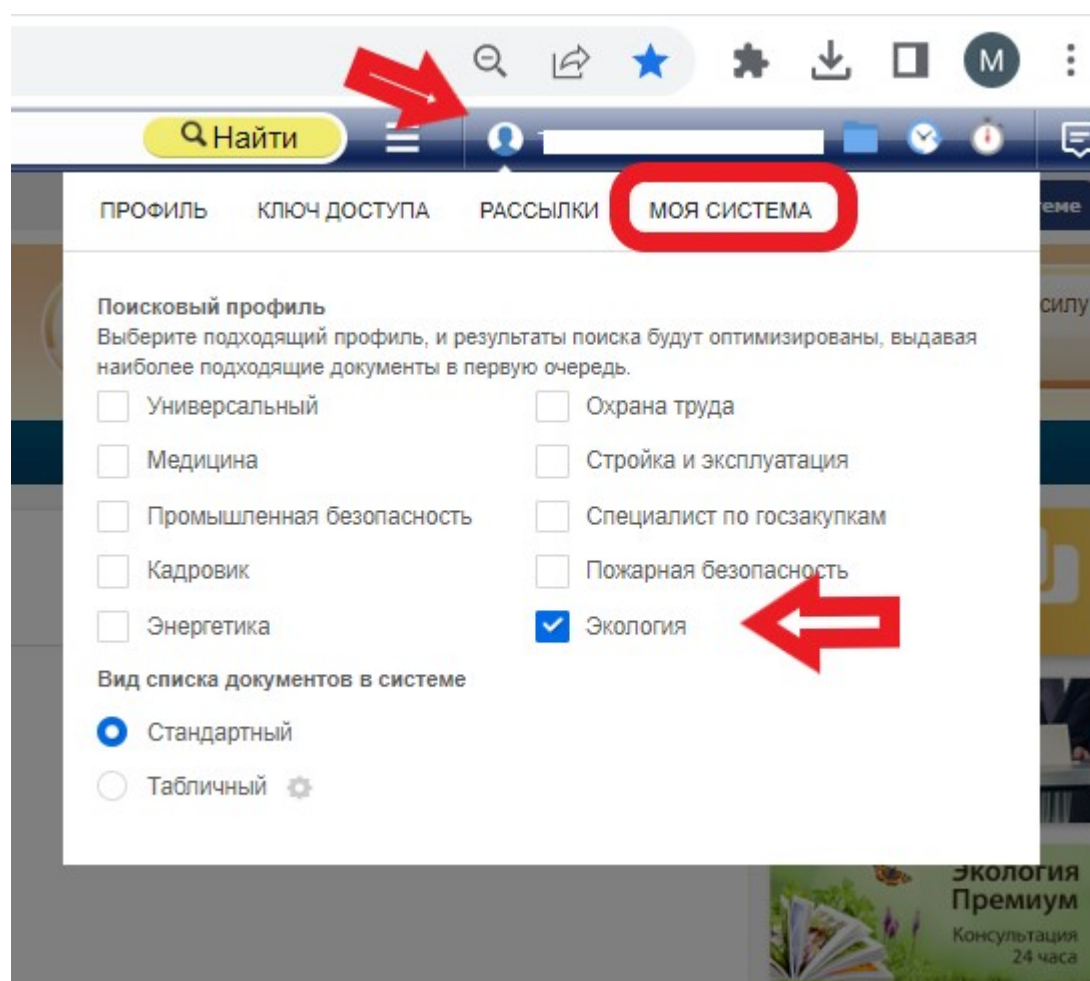 М
Найти
ПРОФИЛЬ КЛЮЧ ДОСТУПА РАССЫЛКИ МОЯ СИСТЕМА
еме
Поисковый профиль
силу
Выберите подходящий профиль, и результаты поиска будут оптимизированы, выдавая
наиболее подходящие документы в первую очередь.
Универсальный Охрана труда
Медицина Стройка и эксплуатация
Промышленная безопасность Специалист по госзакупкам
Кадровик Пожарная безопасность
Энергетика Экология
Вид списка документов в системе
Стандартный
Табличный
Экология
Премиум
Консультация
24 часа